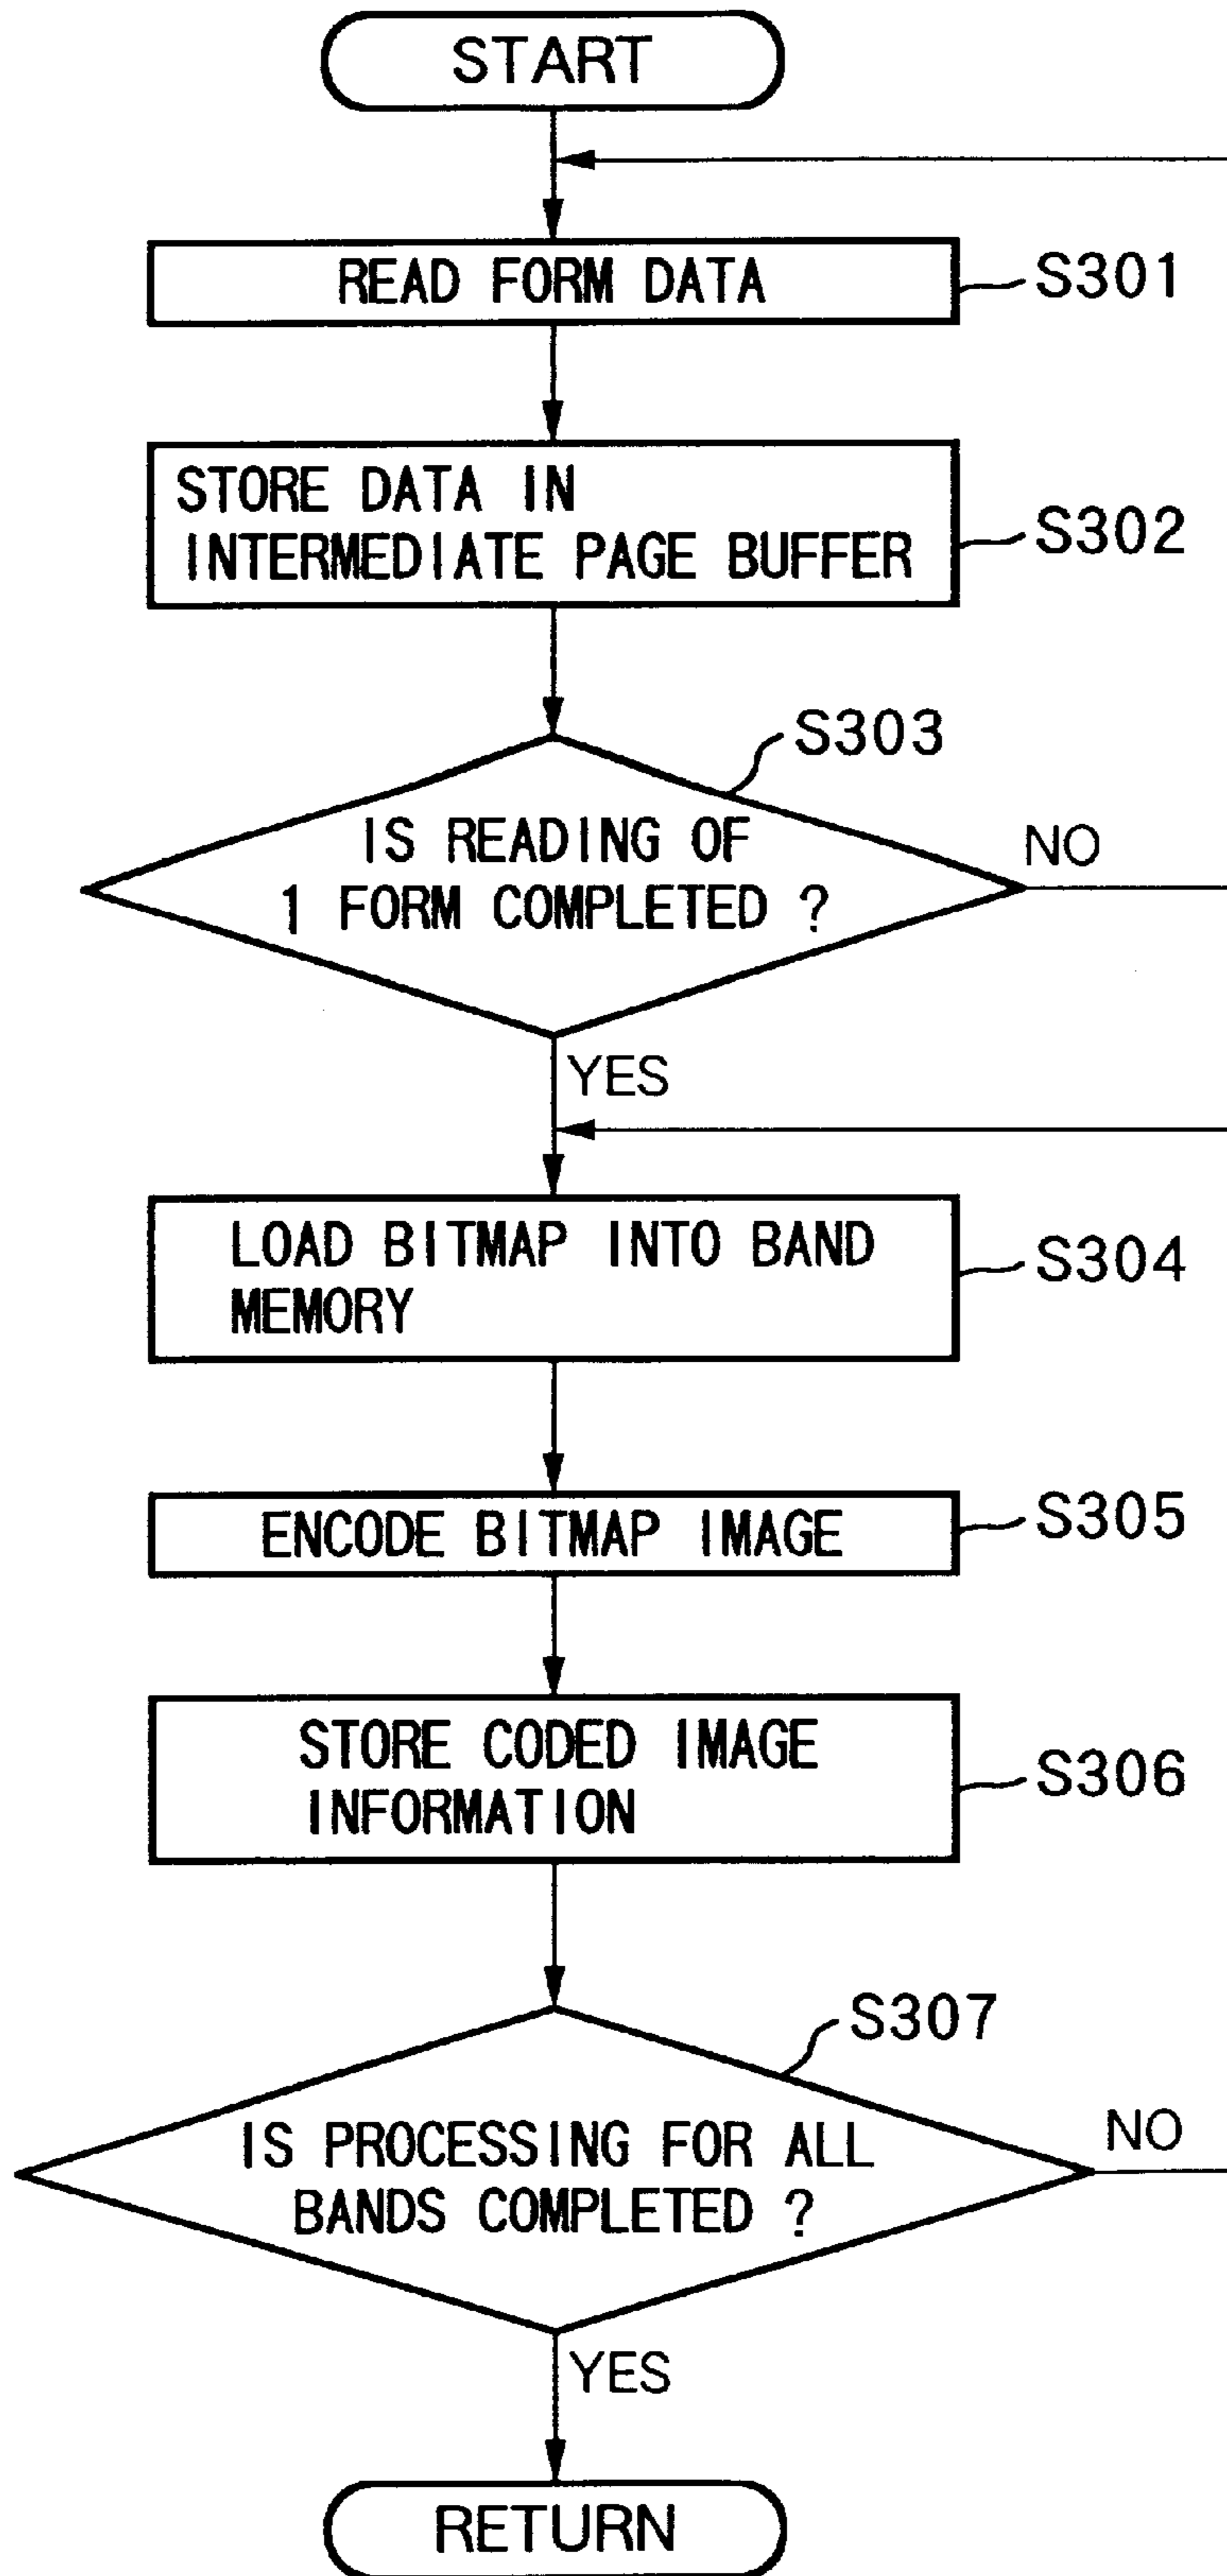 START
READ FORM DATA
S301
STORE DATA IN
INTERMEDIATE PAGE BUFFER
S302
S303
IS READING OF
1 FORM COMPLETED ?
NO
YES
LOAD BITMAP INTO BAND
MEMORY
S304
ENCODE BITMAP IMAGE
S305
STORE CODED IMAGE
INFORMATION
S306
S307
IS PROCESSING FOR ALL
BANDS COMPLETED ?
NO
YES
RETURN